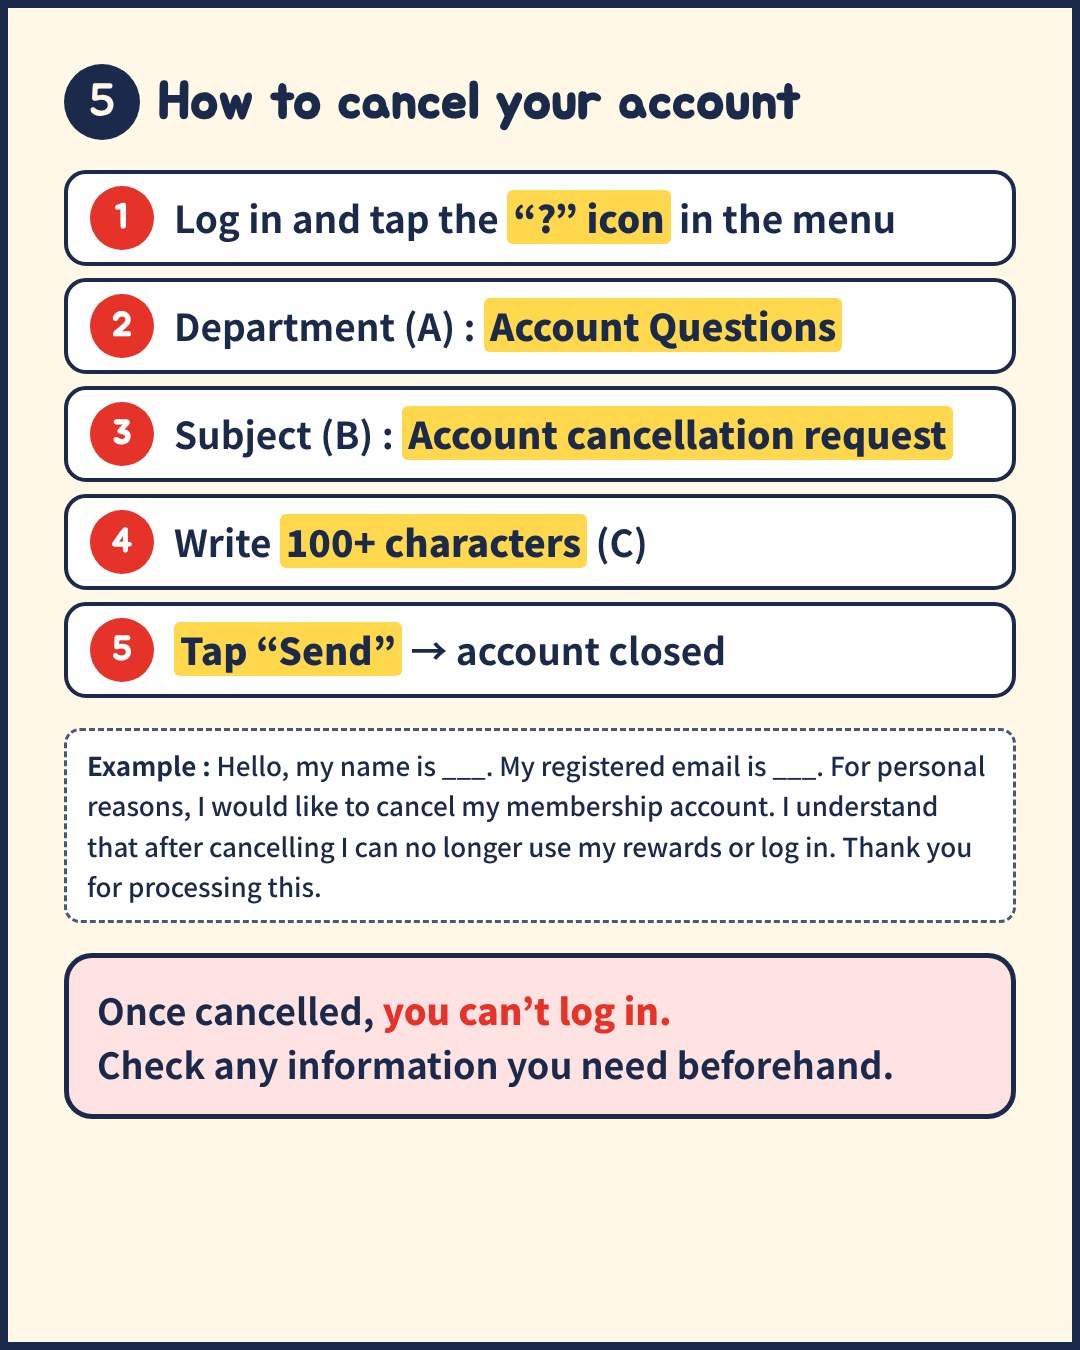 5 How to cancel your account
1 Log in and tap the “?” icon in the menu
2 Department (A) : Account Questions
3 Subject (B) : Account cancellation request
4 Write 100+ characters (C)
5 Tap “Send” → account closed
Example : Hello, my name is ___. My registered email is ___. For personal
reasons, I would like to cancel my membership account. I understand
that after cancelling I can no longer use my rewards or log in. Thank you
for processing this.
Once cancelled, you can’t log in.
Check any information you need beforehand.